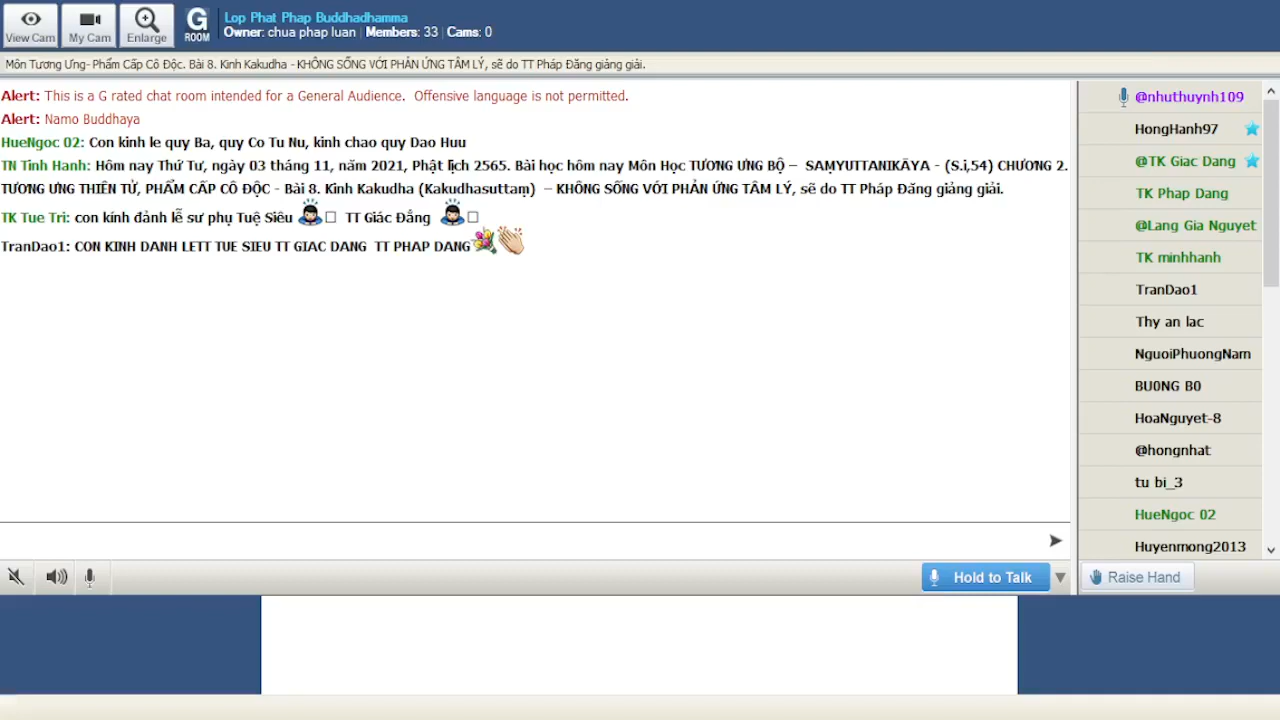 View Cam
My Cam
Enlarge
G ROOM
Lop Phat Phap Buddhadhamma
Owner: chua phap luan | Members: 33 | Cams: 0
Môn Tương Ưng- Phẩm Cấp Cô Độc. Bài 8. Kinh Kakudha - KHÔNG SỐNG VỚI PHẢN ỨNG TÂM LÝ, sẽ do TT Pháp Đăng giảng giải.
Alert: This is a G rated chat room intended for a General Audience. Offensive language is not permitted.
Alert: Namo Buddhaya
HueNgoc 02: Con kinh le quy Ba, quy Co Tu Nu, kinh chao quy Dao Huu
TN Tinh Hanh: Hôm nay Thứ Tư, ngày 03 tháng 11, năm 2021, Phật lịch 2565. Bài học hôm nay Môn Học TƯƠNG ƯNG BỘ – SAṂYUTTANIKĀYA - (S.i,54) CHƯƠNG 2.
TƯƠNG ƯNG THIÊN TỬ, PHẨM CẤP CÔ ĐỘC - Bài 8. Kinh Kakudha (Kakudhasuttaṃ) – KHÔNG SỐNG VỚI PHẢN ỨNG TÂM LÝ, sẽ do TT Pháp Đăng giảng giải.
TK Tue Tri: con kính đảnh lễ sư phụ Tuệ Siêu TT Giác Đẳng
TranDao1: CON KINH DANH LETT TUE SIEU TT GIAC DANG TT PHAP DANG
@nhuthuynh109
HongHanh97
@TK Giac Dang
TK Phap Dang
@Lang Gia Nguyet
TK minhhanh
TranDao1
Thy an lac
NguoiPhuongNam
BU0NG B0
HoaNguyet-8
@hongnhat
tu bi_3
HueNgoc 02
Huyenmong2013
Hold to Talk
Raise Hand